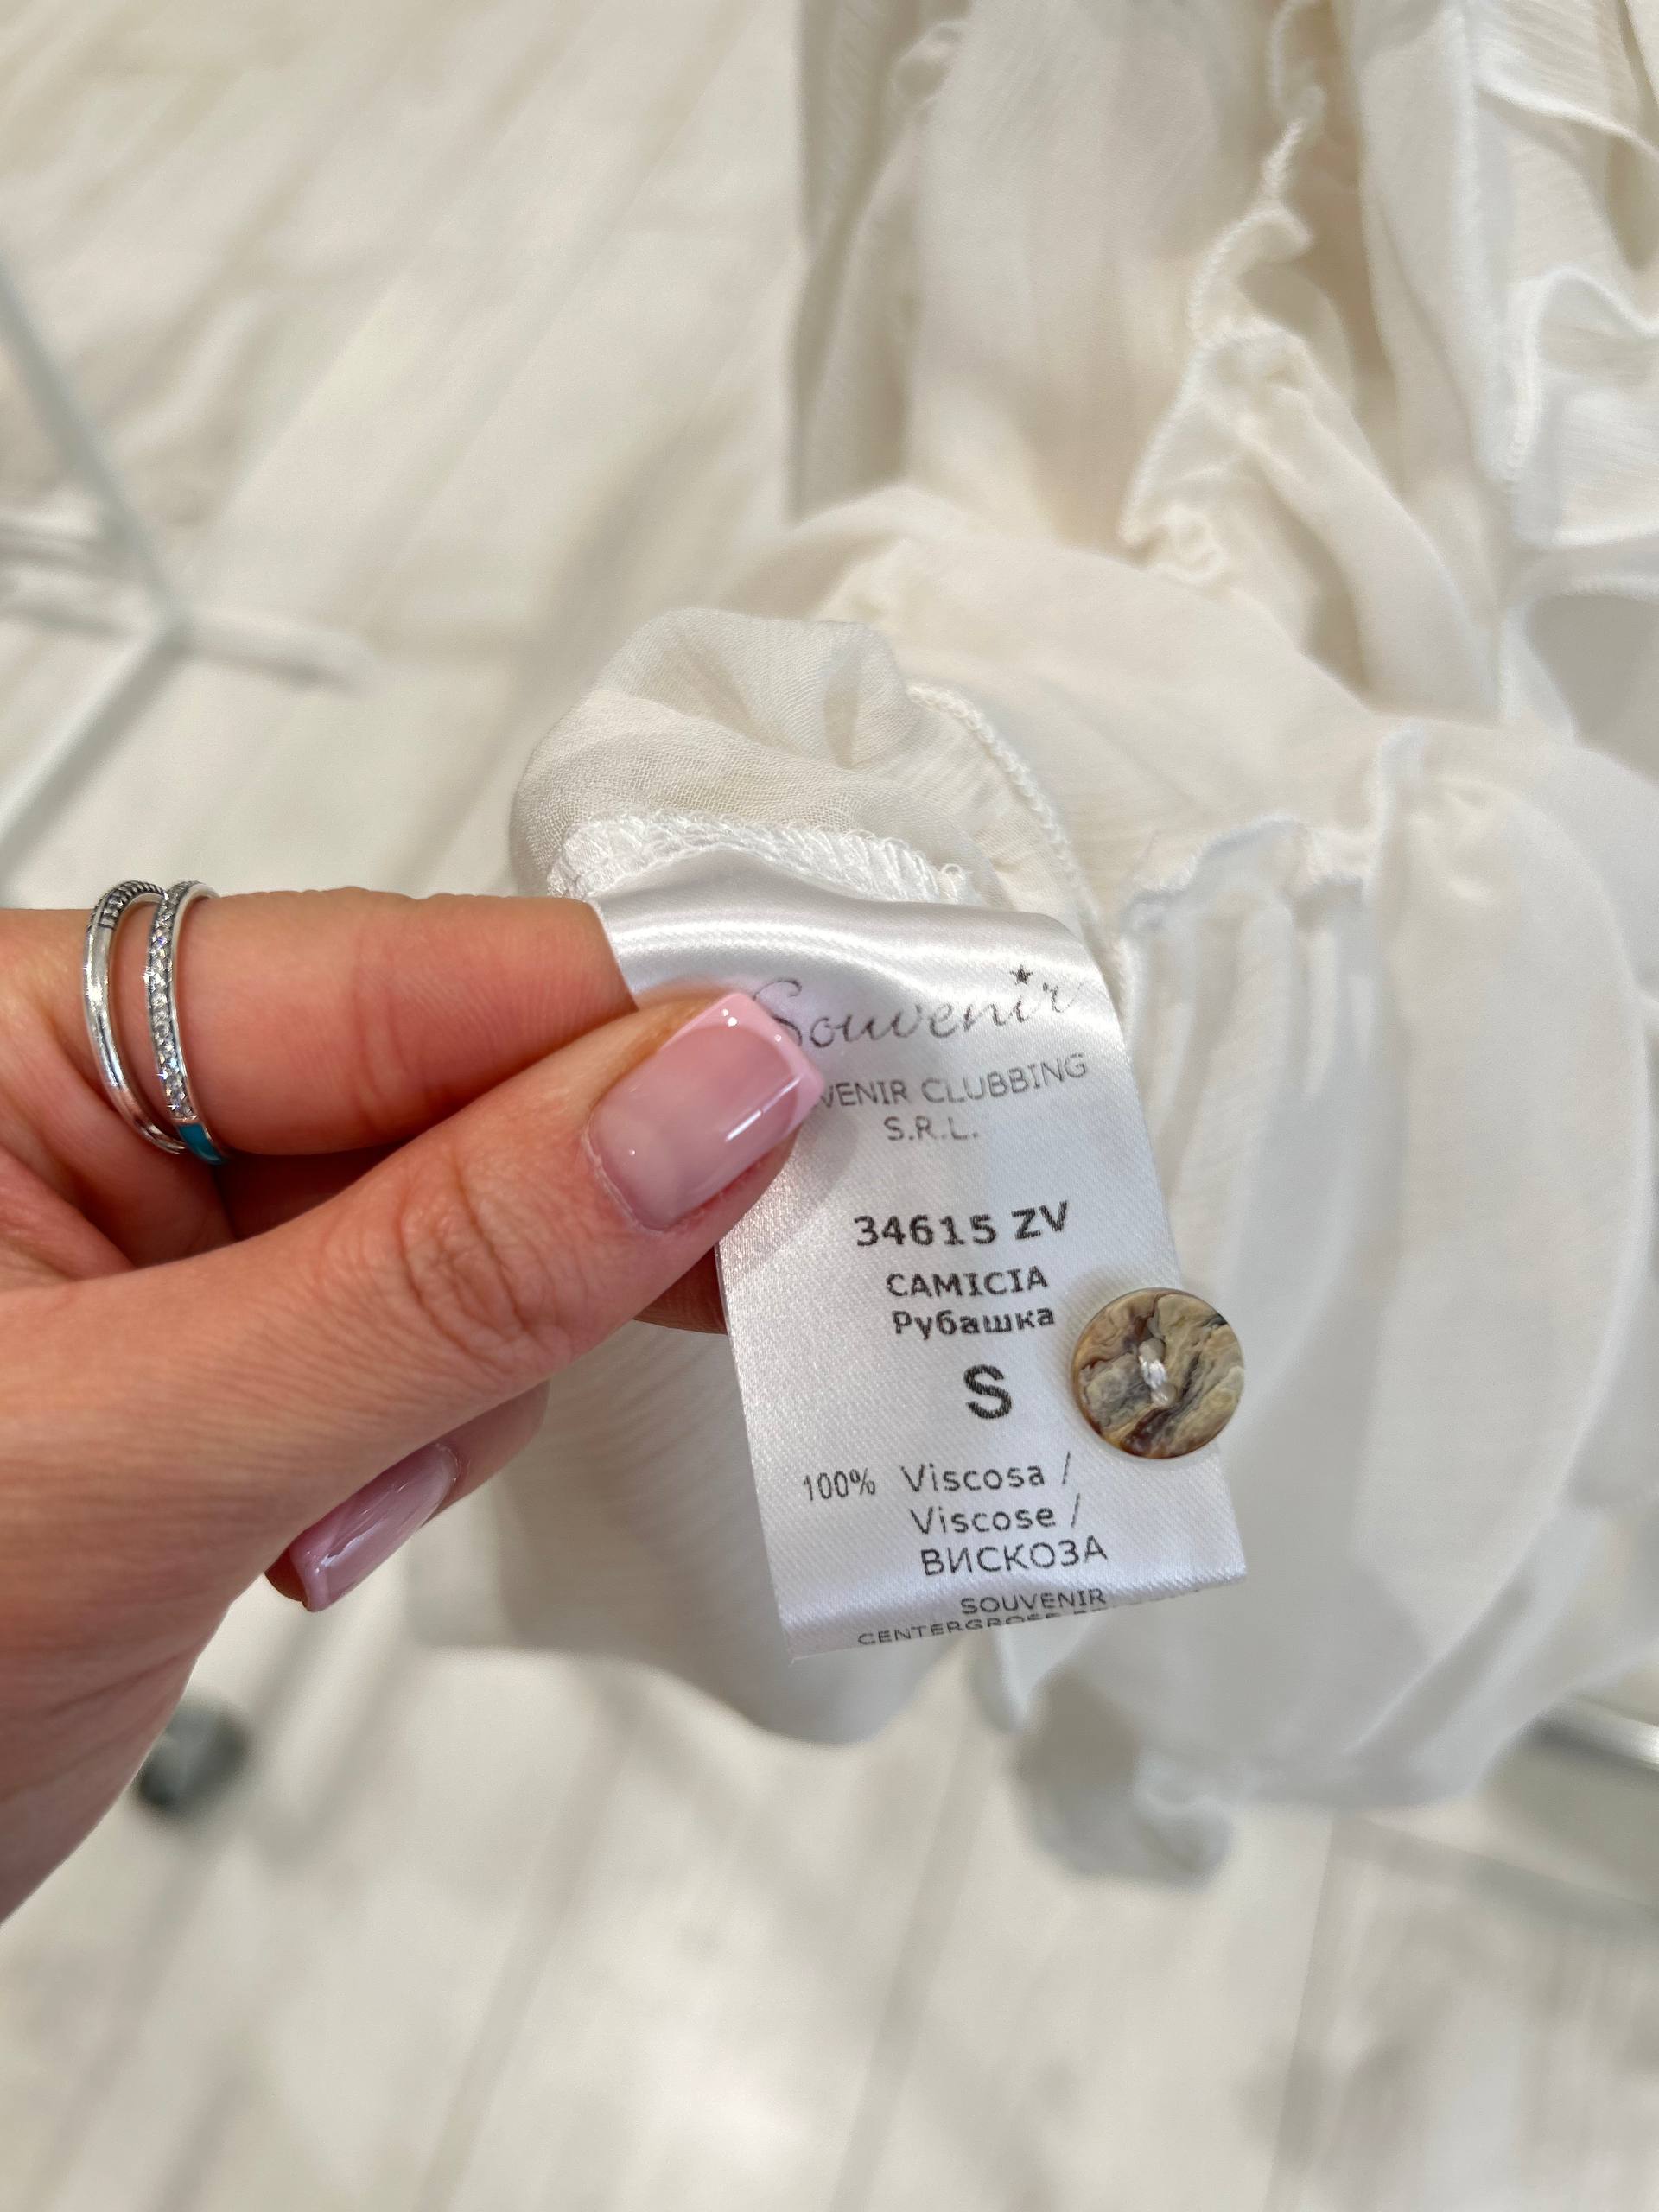 Souvenir
VENIR CLUBBING
S.R.L.
34615 ZV
CAMICIA
Рубашка
S
100% Viscosa /
Viscose /
ВИСКОЗА
SOUVENIR